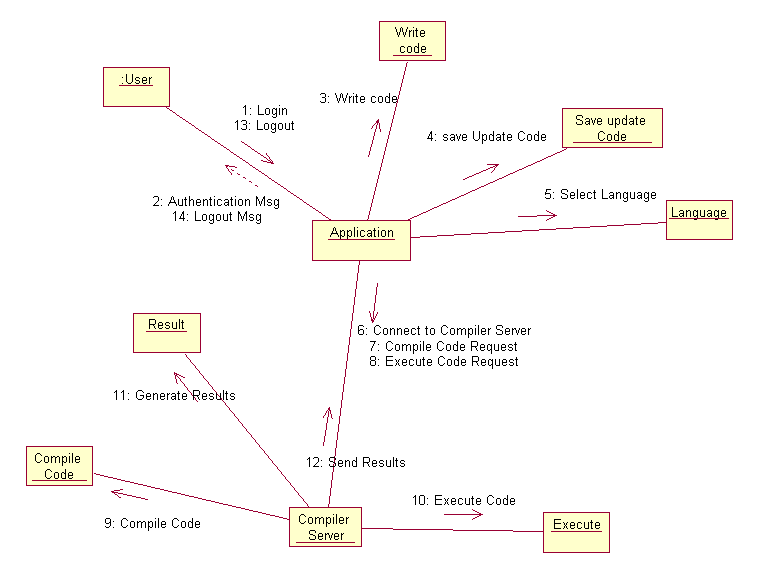 Write
code
:User
3: Write code
1: Login
13: Logout
Save update
Code
4: save Update Code
2: Authentication Msg
14: Logout Msg
5: Select Language
Language
Application
Result
6: Connect to Compiler Server
7: Compile Code Request
8: Execute Code Request
11: Generate Results
12: Send Results
Compile
Code
10: Execute Code
9: Compile Code
Compiler
Server
Execute